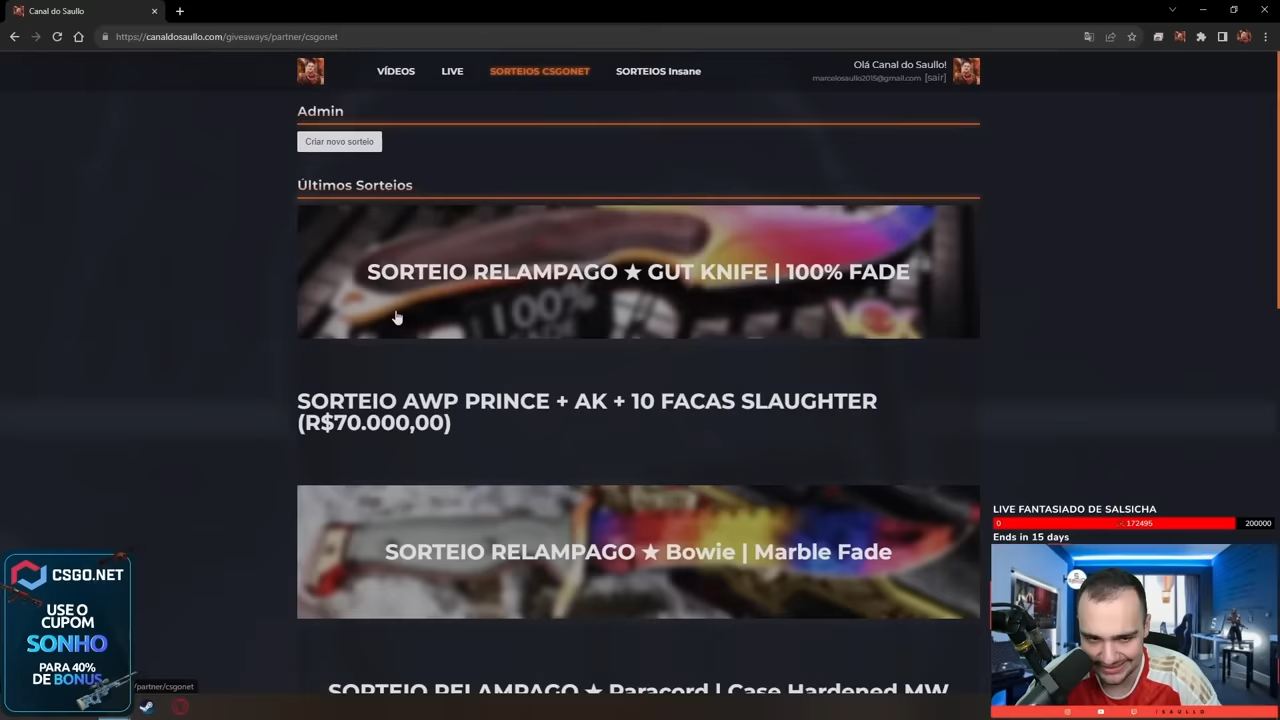 Canal do Saullo
https://canaldosaullo.com/giveaways/partner/csgonet
VÍDEOS
LIVE
SORTEIOS CSGONET
SORTEIOS Insane
Olá Canal do Saullo!
marcelosaullo2015@gmail.com [sair]
Admin
Criar novo sorteio
Últimos Sorteios
SORTEIO RELAMPAGO ★ GUT KNIFE | 100% FADE
100%
SORTEIO AWP PRINCE + AK + 10 FACAS SLAUGHTER
(R$70.000,00)
SORTEIO RELAMPAGO ★ Bowie | Marble Fade
SORTEIO RELAMPAGO ★ Paracord | Case Hardened MW
LIVE FANTASIADO DE SALSICHA
0
172495
200000
Ends in 15 days
CSGO.NET
USE O
CUPOM
SONHO
PARA 40%
DE BONUS
/partner/csgonet
/SAULLO